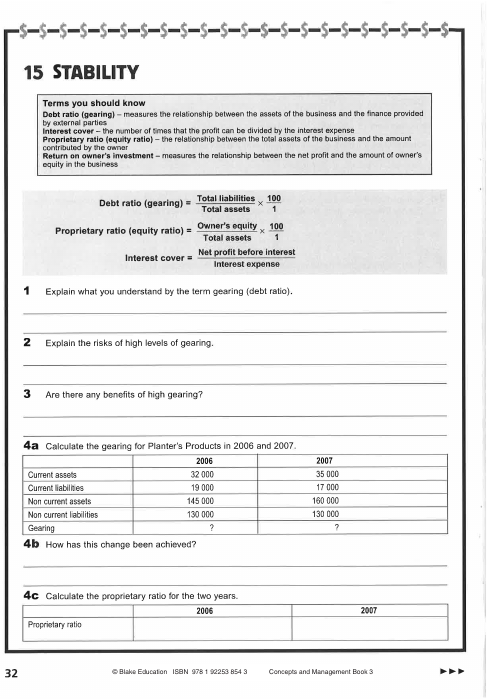 15 STABILITY
Terms you should know
Debt ratio (gearing) – measures the relationship between the assets of the business and the finance provided
by external parties
Interest cover – the number of times that the profit can be divided by the interest expense
Proprietary ratio (equity ratio) – the relationship between the total assets of the business and the amount
contributed by the owner
Return on owner's investment – measures the relationship between the net profit and the amount of owner's
equity in the business
Debt ratio (gearing) = Total liabilities × 100
Total assets 1
Proprietary ratio (equity ratio) = Owner's equity × 100
Total assets 1
Interest cover = Net profit before interest
Interest expense
1 Explain what you understand by the term gearing (debt ratio).
2 Explain the risks of high levels of gearing.
3 Are there any benefits of high gearing?
4a Calculate the gearing for Planter's Products in 2006 and 2007.
2006 2007
Current assets 32 000 35 000
Current liabilities 19 000 17 000
Non current assets 145 000 160 000
Non current liabilities 130 000 130 000
Gearing ? ?
4b How has this change been achieved?
4c Calculate the proprietary ratio for the two years.
2006 2007
Proprietary ratio
32 © Blake Education ISBN 978 1 92253 854 3 Concepts and Management Book 3